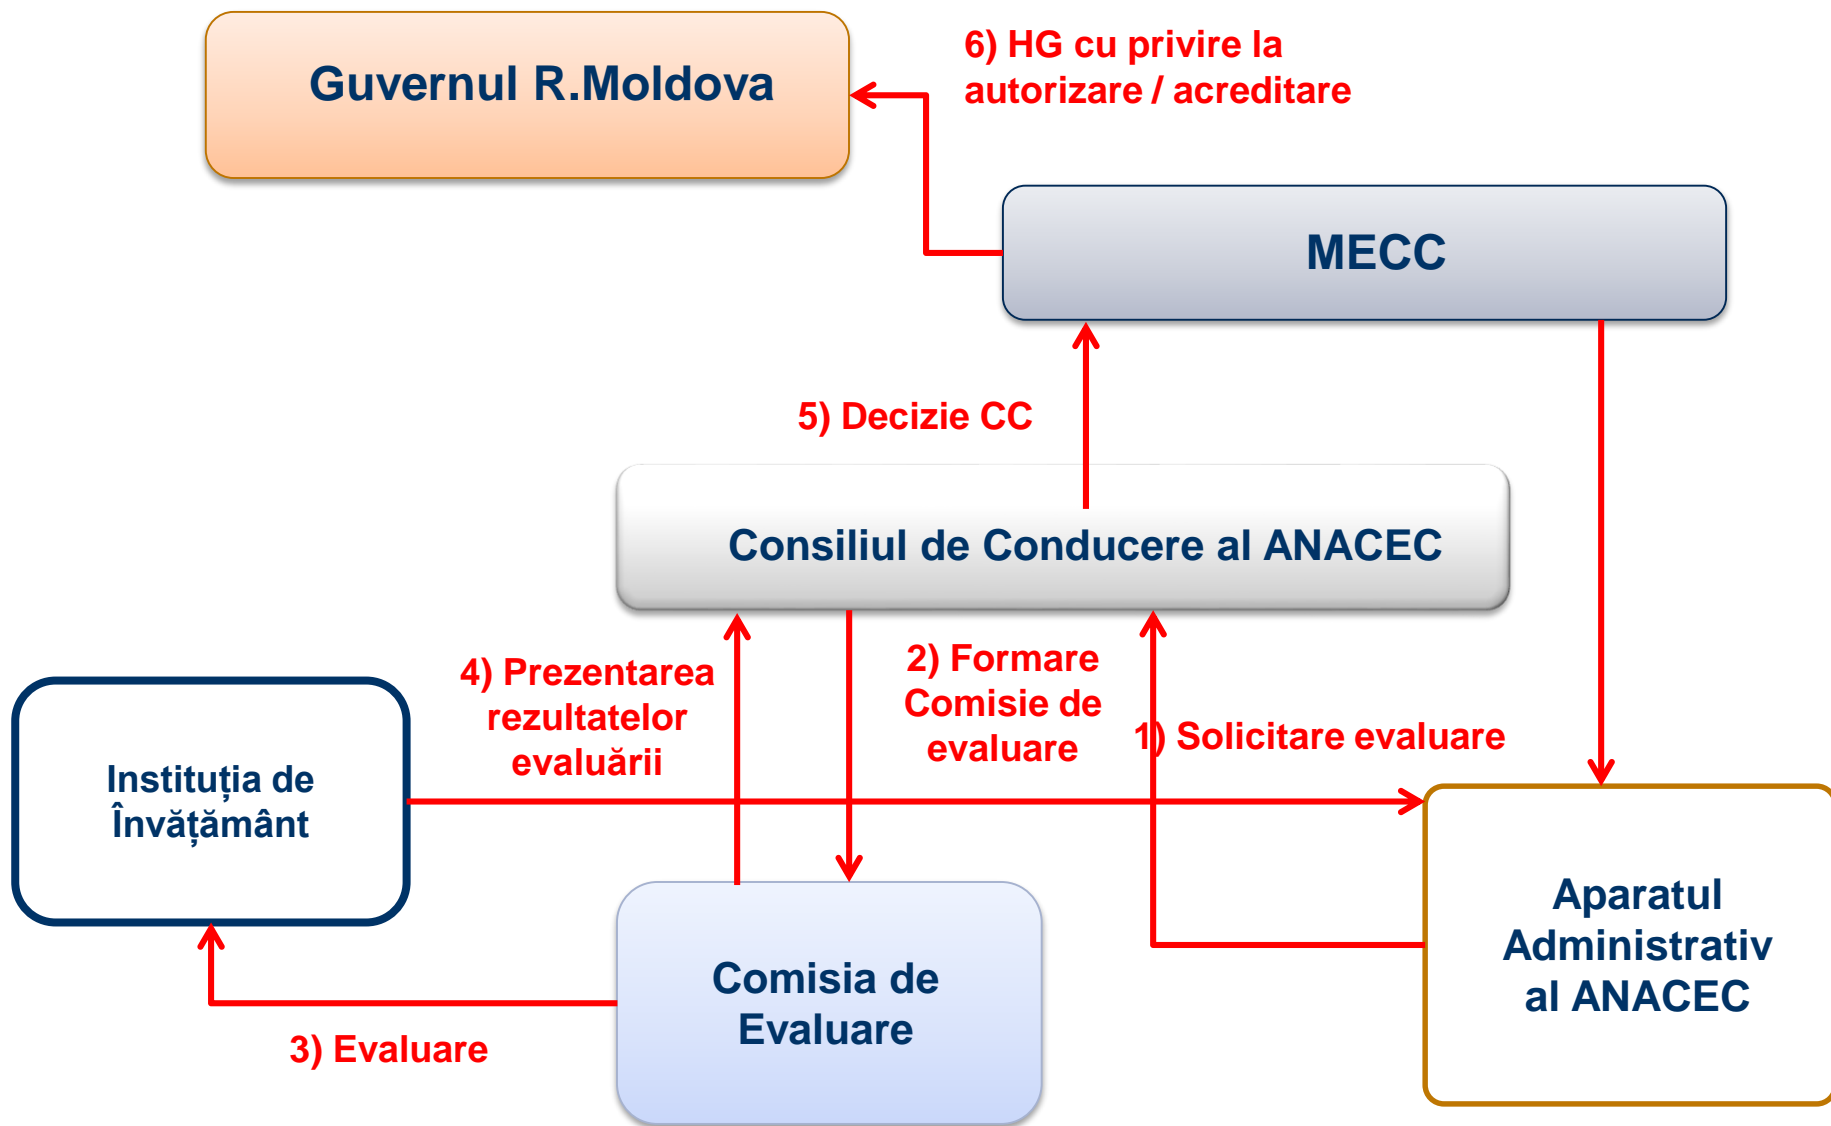 Guvernul R.Moldova
6) HG cu privire la
autorizare / acreditare
MECC
5) Decizie CC
Consiliul de Conducere al ANACEC
4) Prezentarea
rezultatelor
evaluării
2) Formare
Comisie de
evaluare
1) Solicitare evaluare
Instituția de
Învățământ
Aparatul
Administrativ
al ANACEC
Comisia de
Evaluare
3) Evaluare